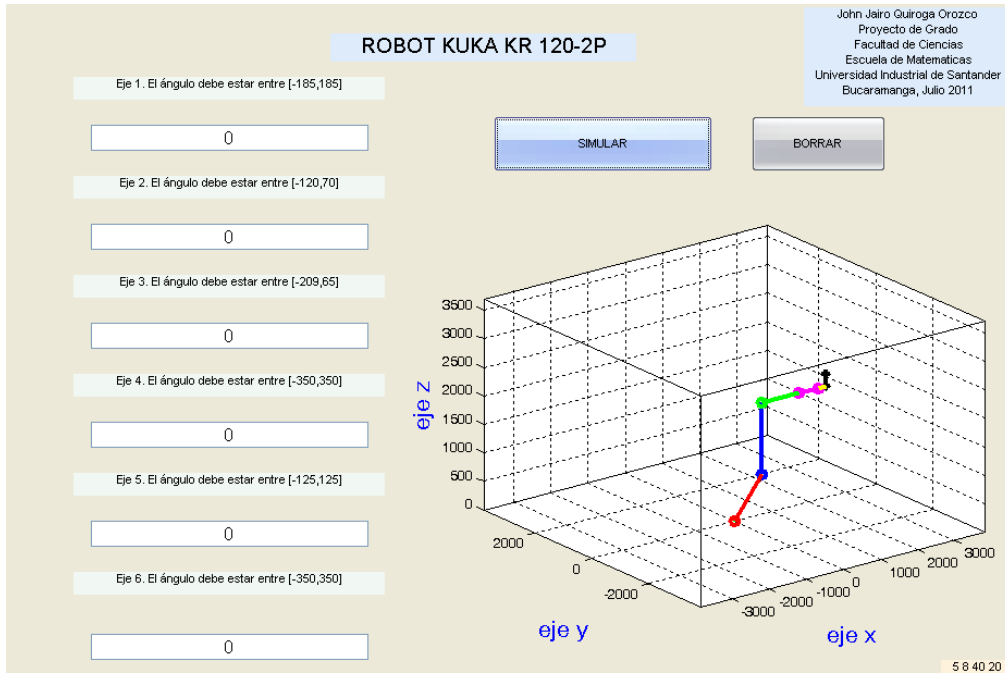 John Jairo Quiroga Orozco
Proyecto de Grado
Facultad de Ciencias
Escuela de Matematicas
Universidad Industrial de Santander
Bucaramanga, Julio 2011
ROBOT KUKA KR 120-2P
Eje 1. El ángulo debe estar entre [-185,185]
0
SIMULAR
BORRAR
Eje 2. El ángulo debe estar entre [-120,70]
0
Eje 3. El ángulo debe estar entre [-209,65]
0
Eje 4. El ángulo debe estar entre [-350,350]
0
Eje 5. El ángulo debe estar entre [-125,125]
0
Eje 6. El ángulo debe estar entre [-350,350]
0
3500
3000
2500
2000
1500
1000
500
0
eje z
2000
0
-2000
eje y
-3000
-2000
-1000
0
1000
2000
3000
eje x
5 8 40 20